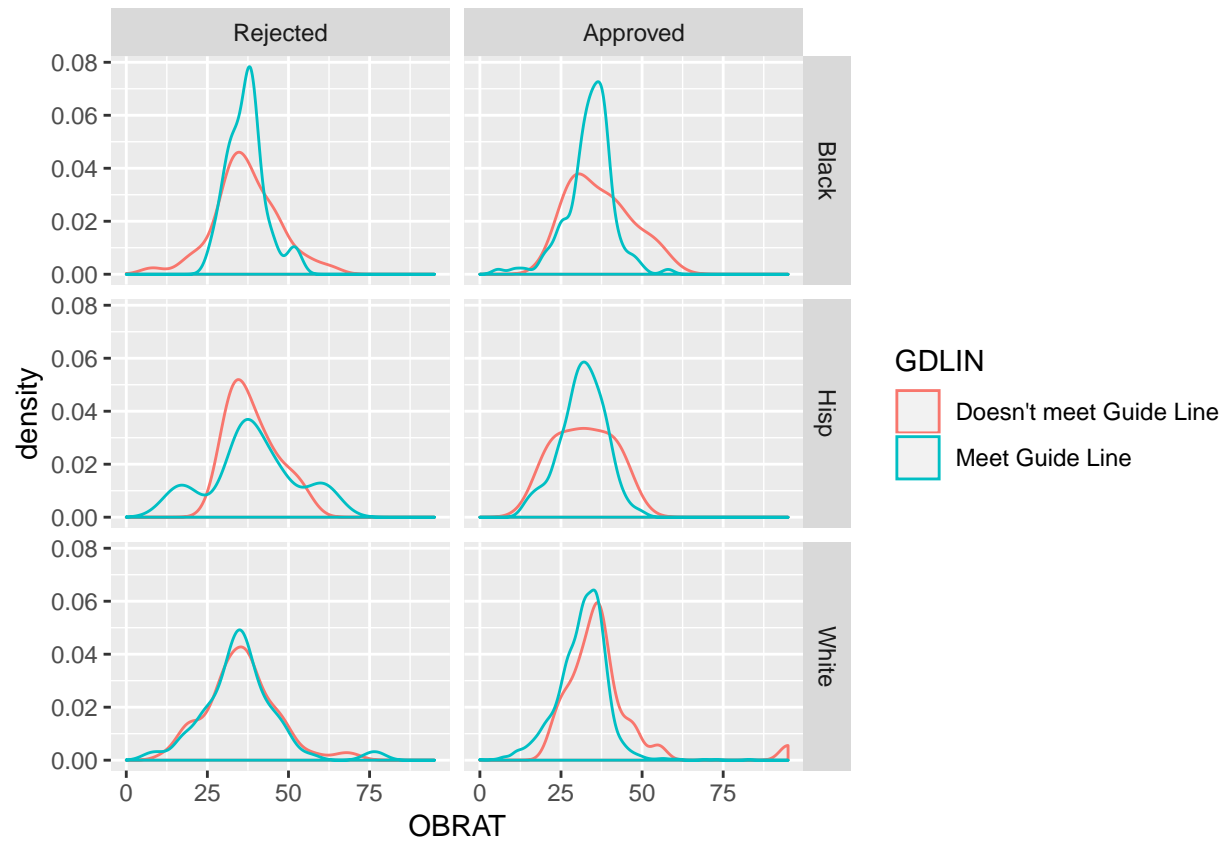 Rejected
Approved
0.08
0.06
0.04
0.02
0.00
Black
0.08
0.06
0.04
0.02
0.00
Hisp
0.08
0.06
0.04
0.02
0.00
White
0 25 50 75
0 25 50 75
OBRAT
density
GDLIN
Doesn't meet Guide Line
Meet Guide Line